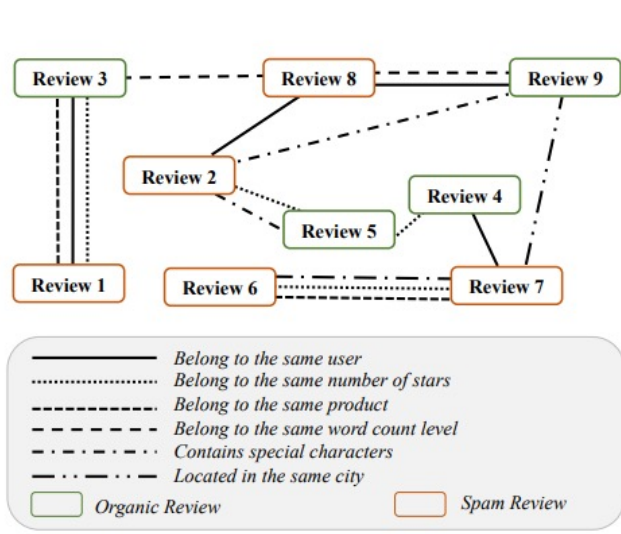 Review 3
Review 8
Review 9
Review 2
Review 4
Review 5
Review 1
Review 6
Review 7
Belong to the same user
Belong to the same number of stars
Belong to the same product
Belong to the same word count level
Contains special characters
Located in the same city
Organic Review
Spam Review